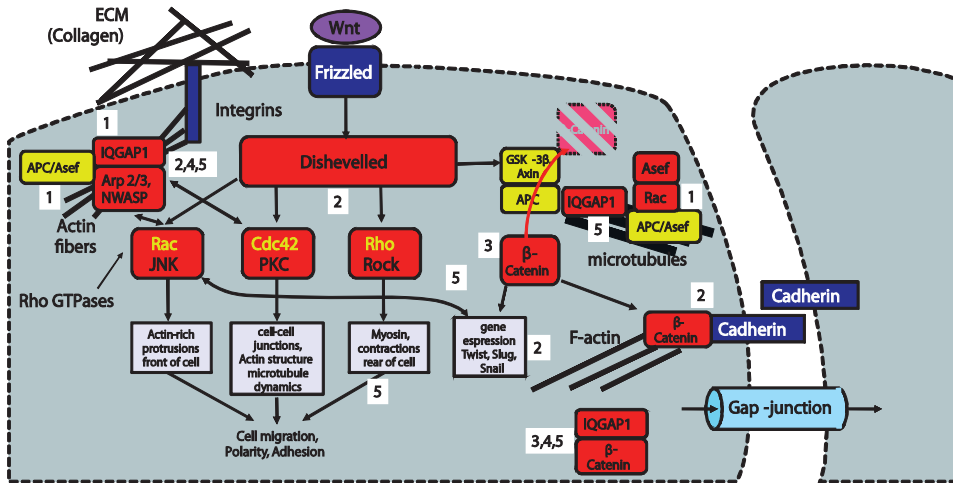 ECM
(Collagen)
Wnt
Frizzled
Integrins
1
IQGAP1
APC/Asef
2,4,5
Arp 2/3,
NWASP
1
Actin
fibers
Dishevelled
2
GSK -3β
Axin
APC
Catenin
IQGAP1
5
Asef
Rac
1
APC/Asef
microtubules
Rac
JNK
Cdc42
PKC
Rho
Rock
3
β-
Catenin
5
Rho GTPases
Actin-rich
protrusions
front of cell
cell-cell
junctions,
Actin structure
microtubule
dynamics
Myosin,
contractions
rear of cell
5
gene
espression
Twist, Slug,
Snail
2
F-actin
2
β-
Catenin
Cadherin
Cadherin
Gap -junction
Cell migration,
Polarity, Adhesion
3,4,5
IQGAP1
β-
Catenin